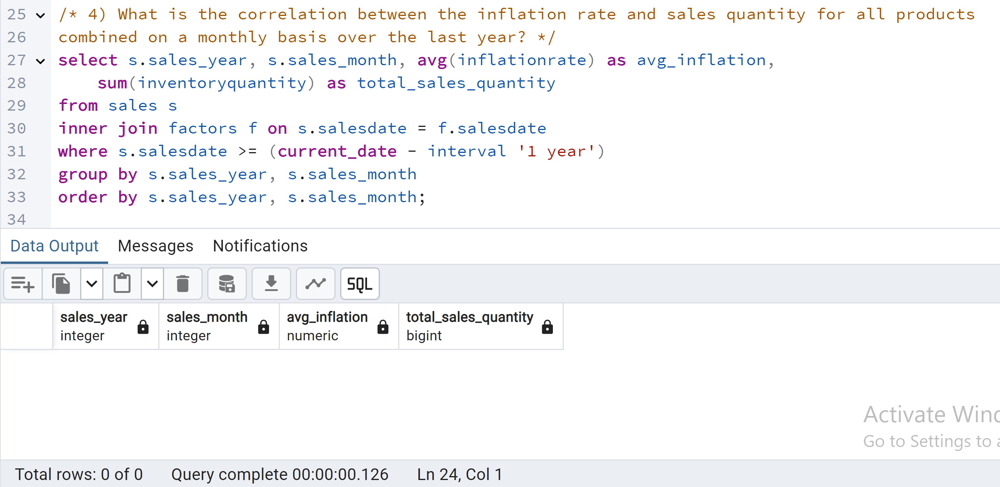 25 /* 4) What is the correlation between the inflation rate and sales quantity for all products
26 combined on a monthly basis over the last year? */
27 select s.sales_year, s.sales_month, avg(inflationrate) as avg_inflation,
28 sum(inventoryquantity) as total_sales_quantity
29 from sales s
30 inner join factors f on s.salesdate = f.salesdate
31 where s.salesdate >= (current_date - interval '1 year')
32 group by s.sales_year, s.sales_month
33 order by s.sales_year, s.sales_month;
34
Data Output Messages Notifications
SQL
sales_year sales_month avg_inflation total_sales_quantity
integer integer numeric bigint
Activate
Go to Settings to
Total rows: 0 of 0 Query complete 00:00:00.126 Ln 24, Col 1